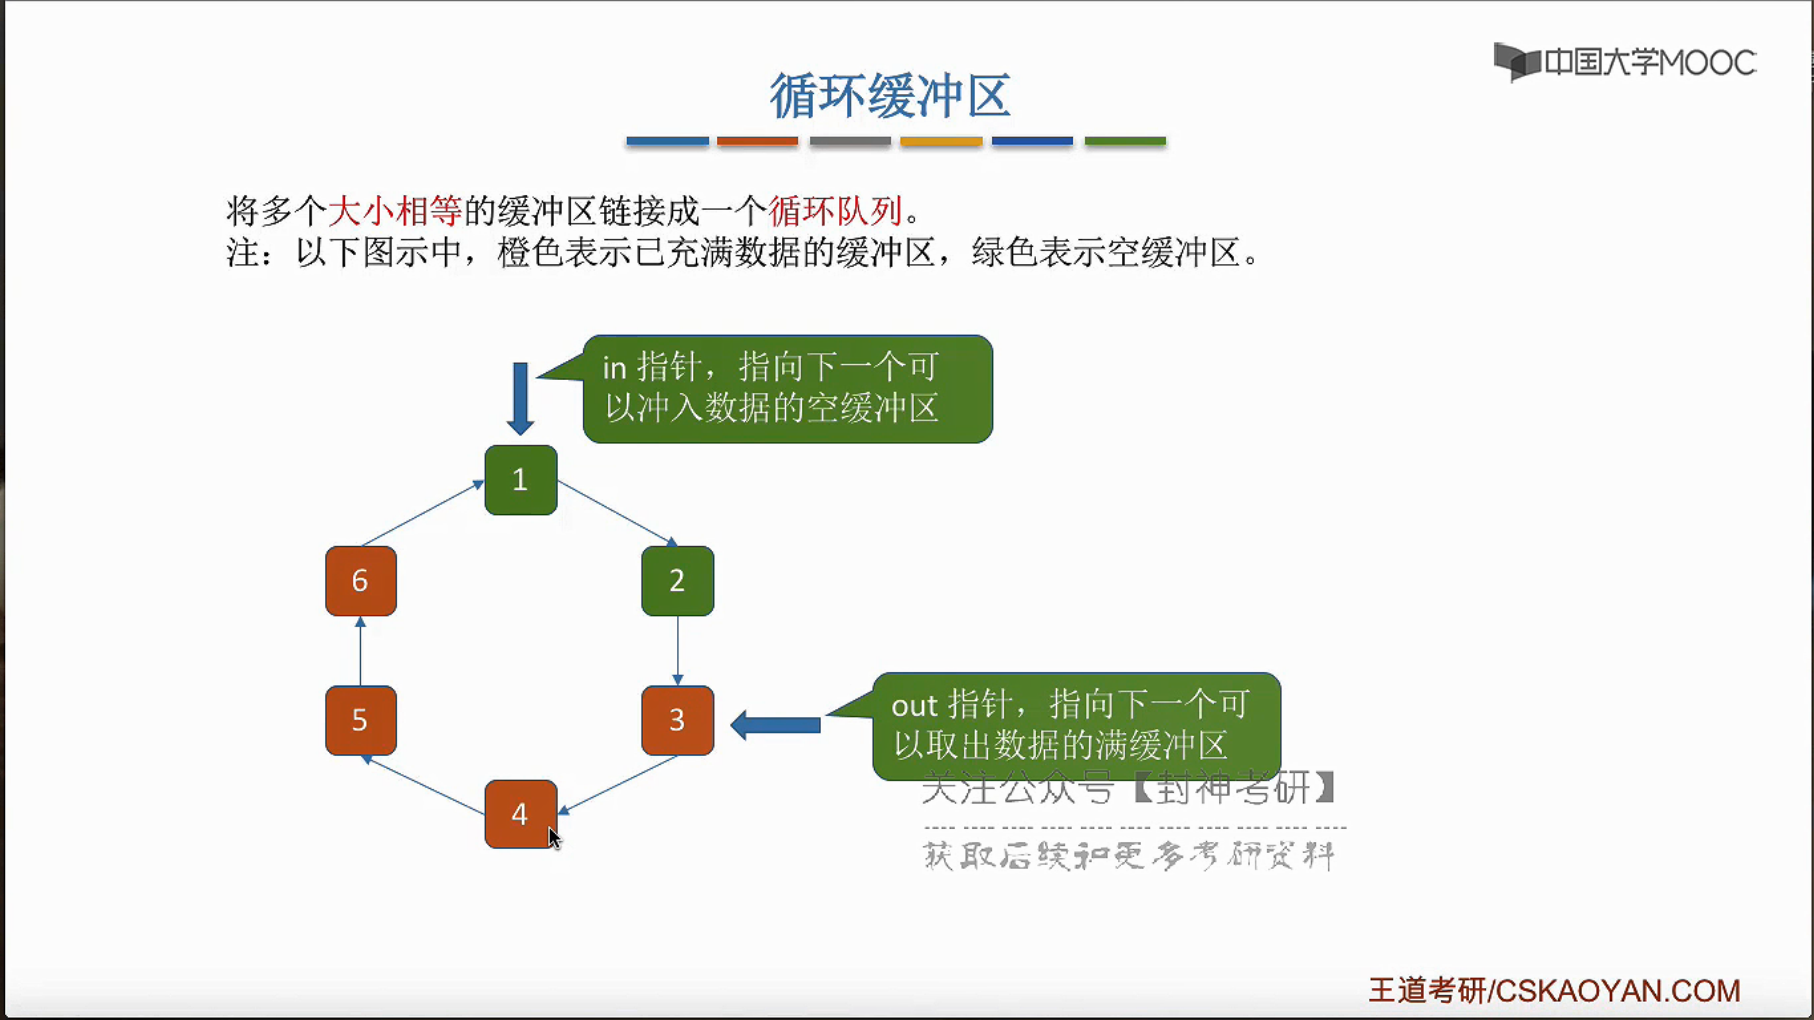 中国大学MOOC
循环缓冲区
将多个大小相等的缓冲区链接成一个循环队列。
注：以下图示中，橙色表示已充满数据的缓冲区，绿色表示空缓冲区。
in 指针，指向下一个可
以冲入数据的空缓冲区
1
6
2
5
3
4
out 指针，指向下一个可
以取出数据的满缓冲区
关注公众号【封神考研】
获取后续和更多考研资料
王道考研/CSKAOYAN.COM